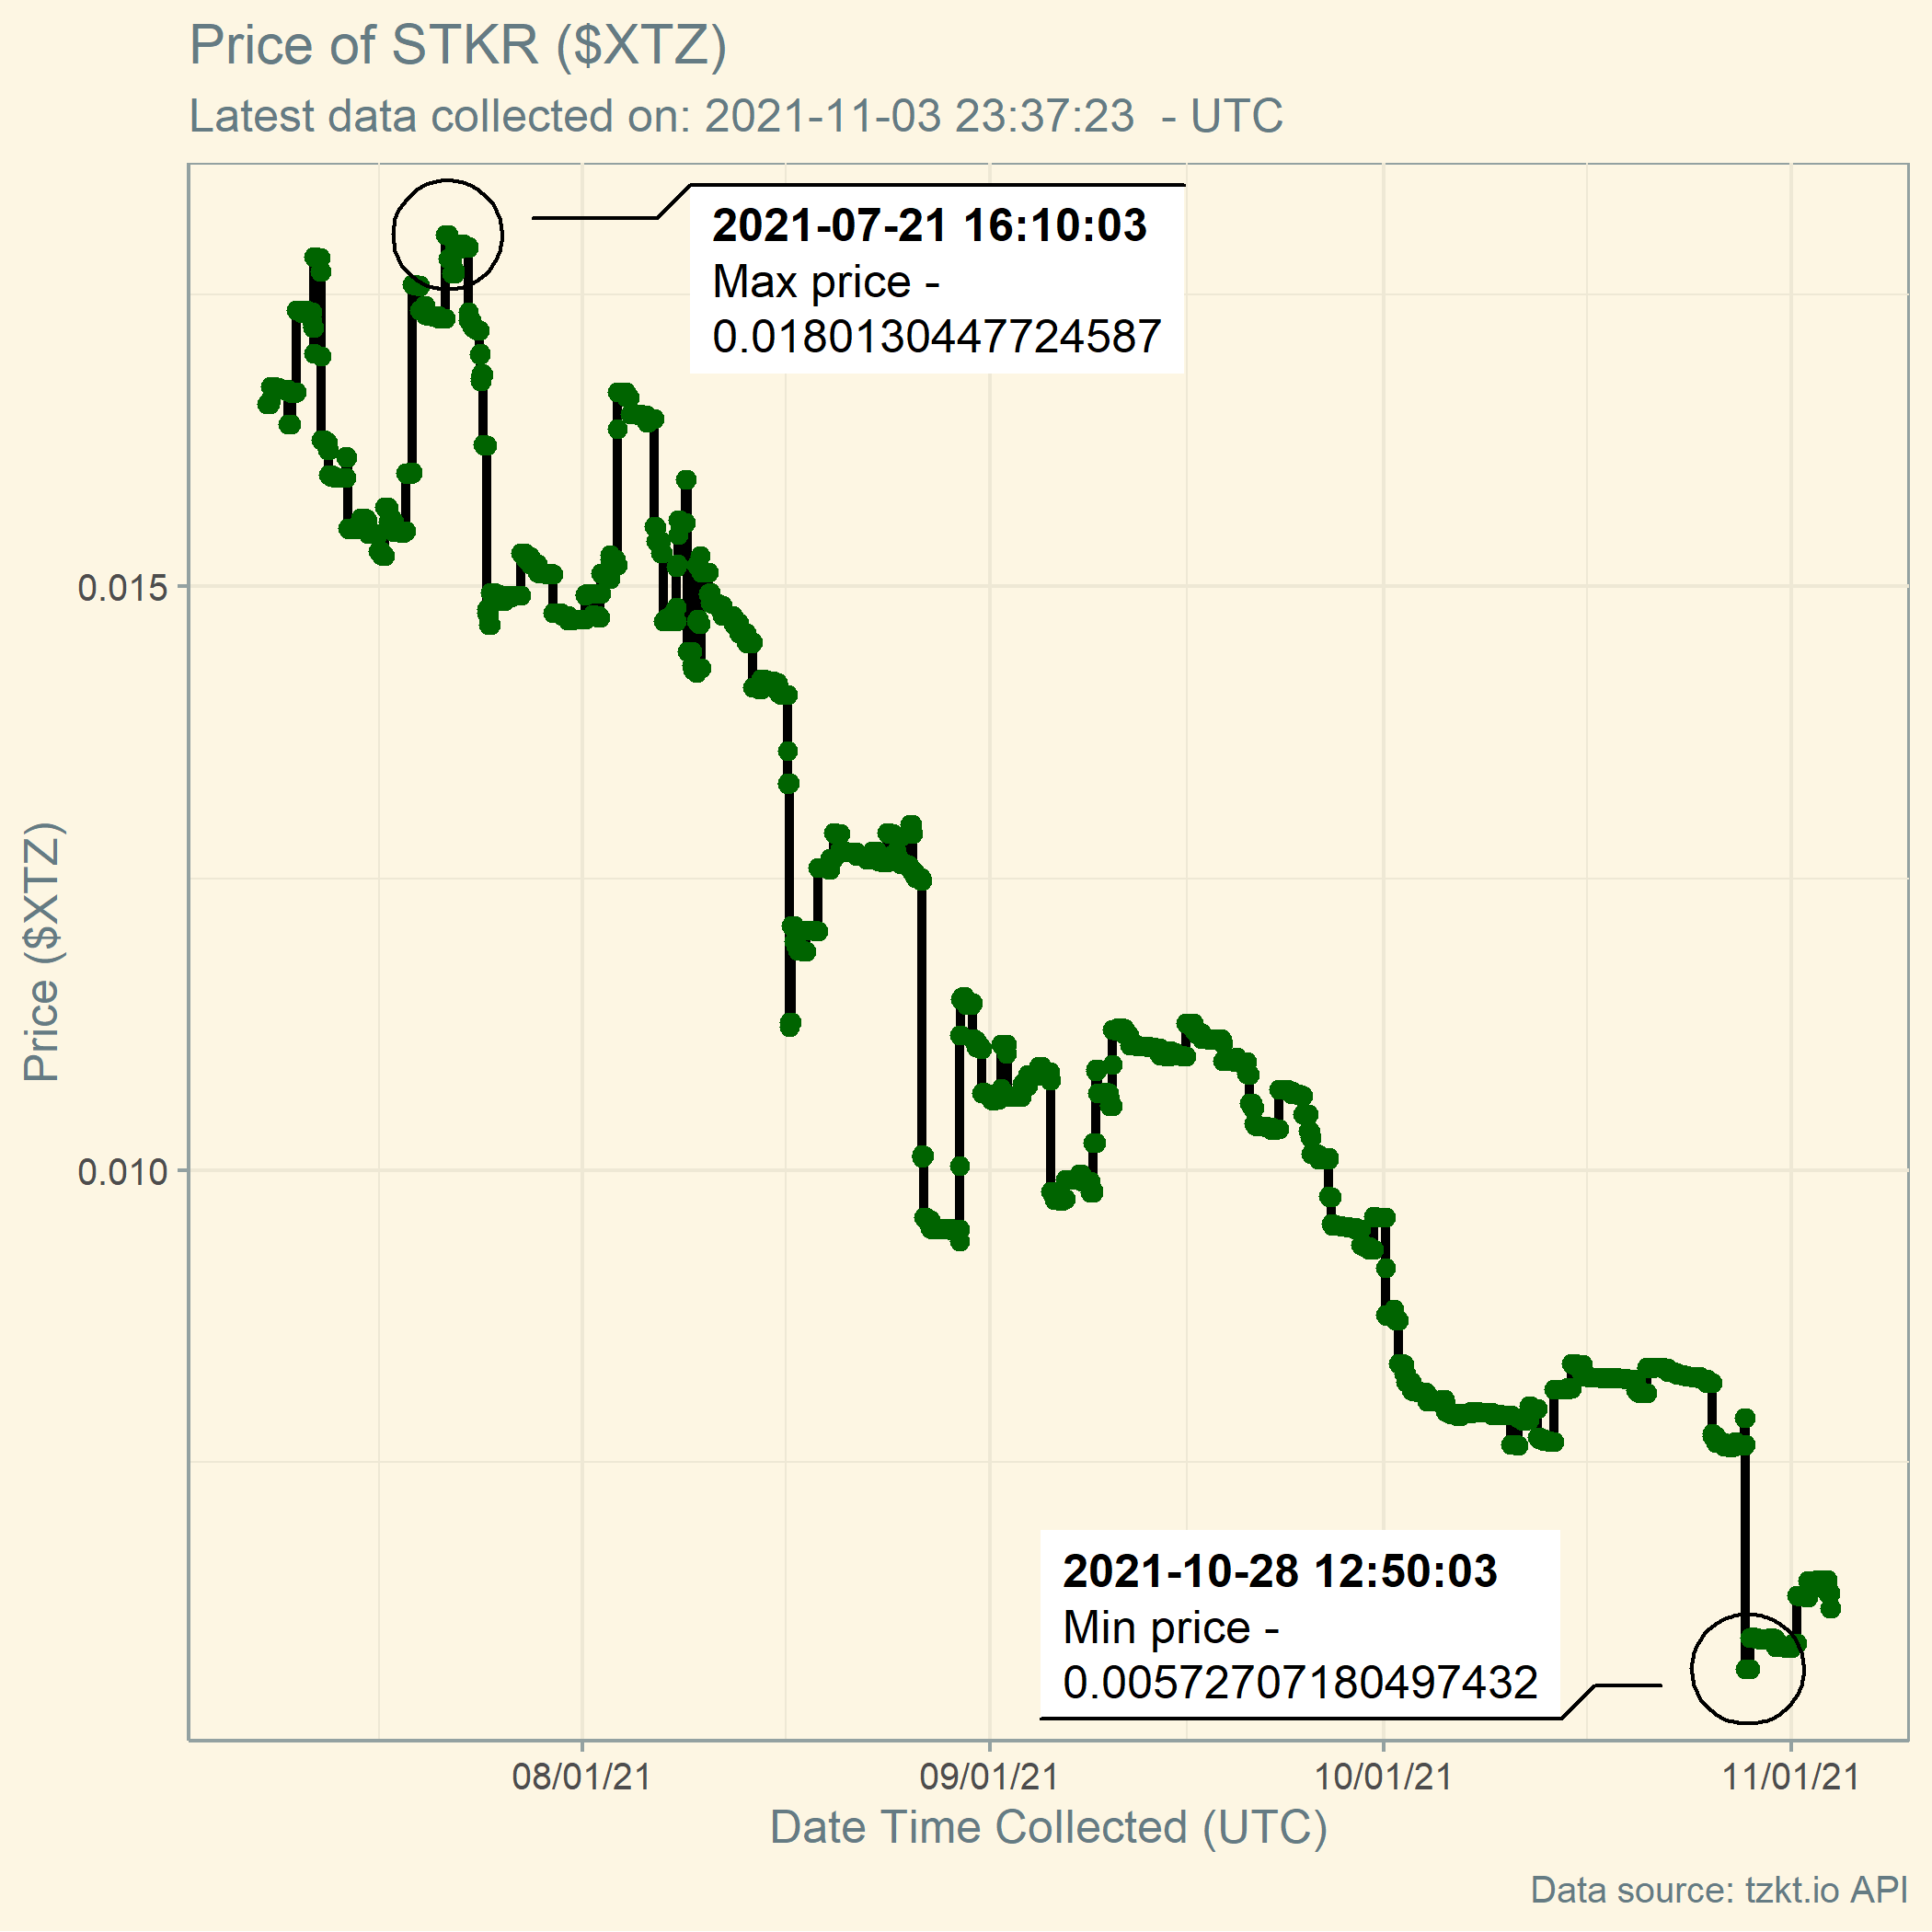 Price of STKR ($XTZ)
Latest data collected on: 2021-11-03 23:37:23  - UTC
2021-07-21 16:10:03
Max price -
0.01801304477245​87
0.015
Price ($XTZ)
0.010
2021-10-28 12:50:03
Min price -
0.00572707180497432
08/01/21
09/01/21
10/01/21
11/01/21
Date Time Collected (UTC)
Data source: tzkt.io API